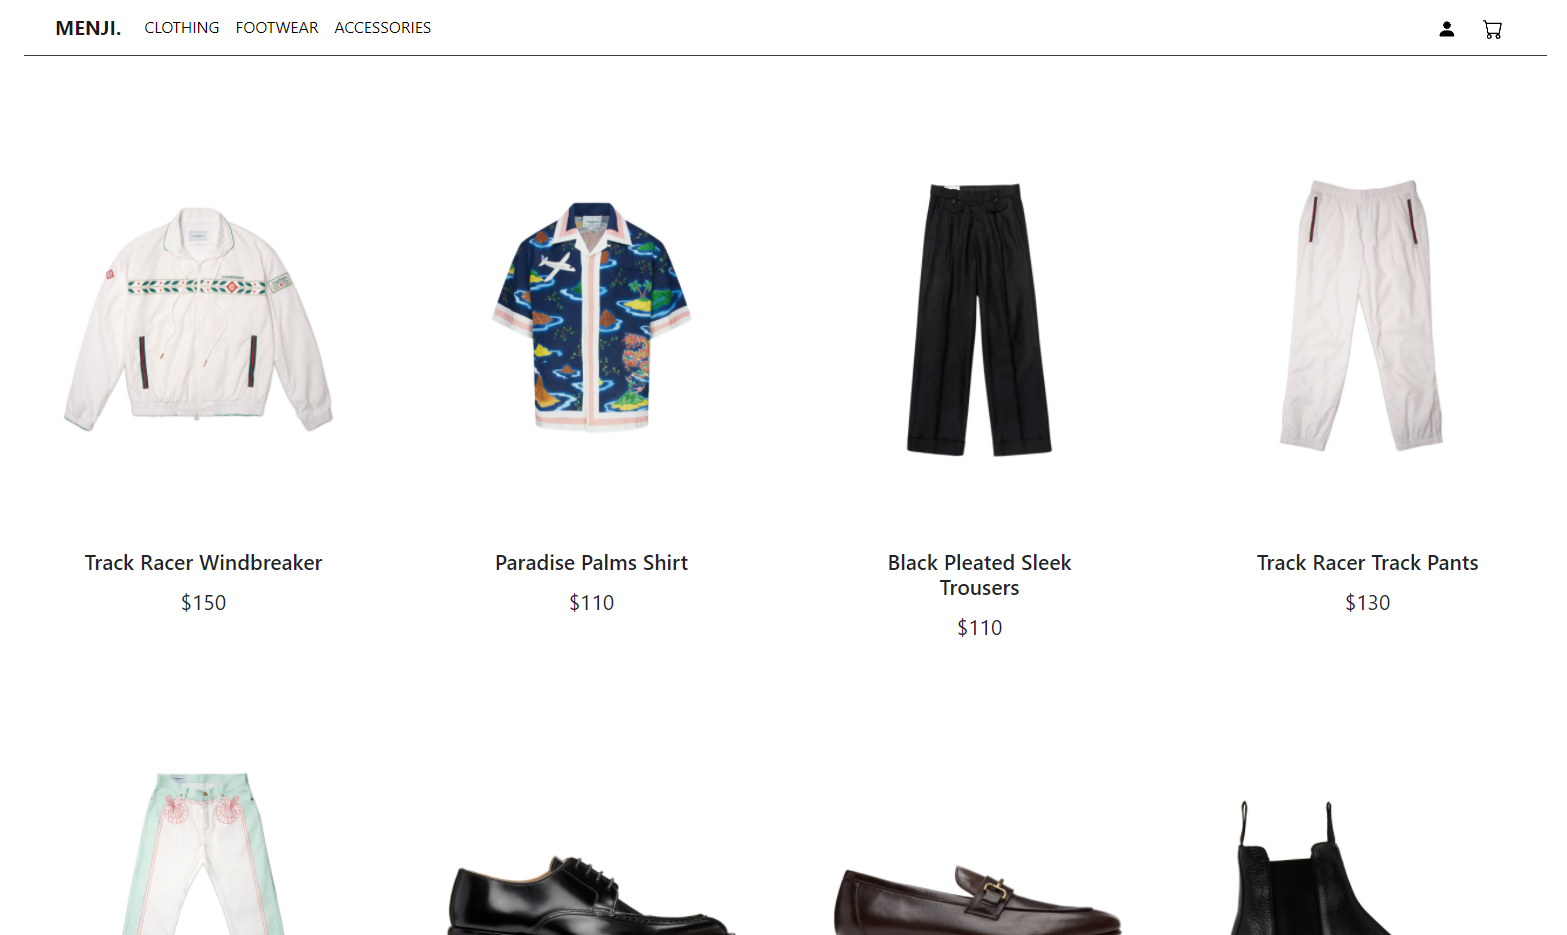 MENJI. CLOTHING FOOTWEAR ACCESSORIES
Track Racer Windbreaker
$150
Paradise Palms Shirt
$110
Black Pleated Sleek
Trousers
$110
Track Racer Track Pants
$130